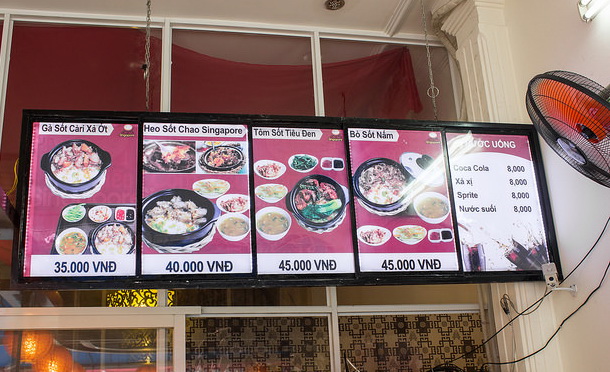 Gà Sốt Càri Xả Ớt
35.000 VNĐ
Heo Sốt Chao Singapore
40.000 VNĐ
Tôm Sốt Tiêu Đen
45.000 VNĐ
Bò Sốt Nấm
45.000 VNĐ
ƯỚC UỐNG
Coca Cola 8,000
Xá xị 8,000
Sprite 8,000
Nước suối 8,000